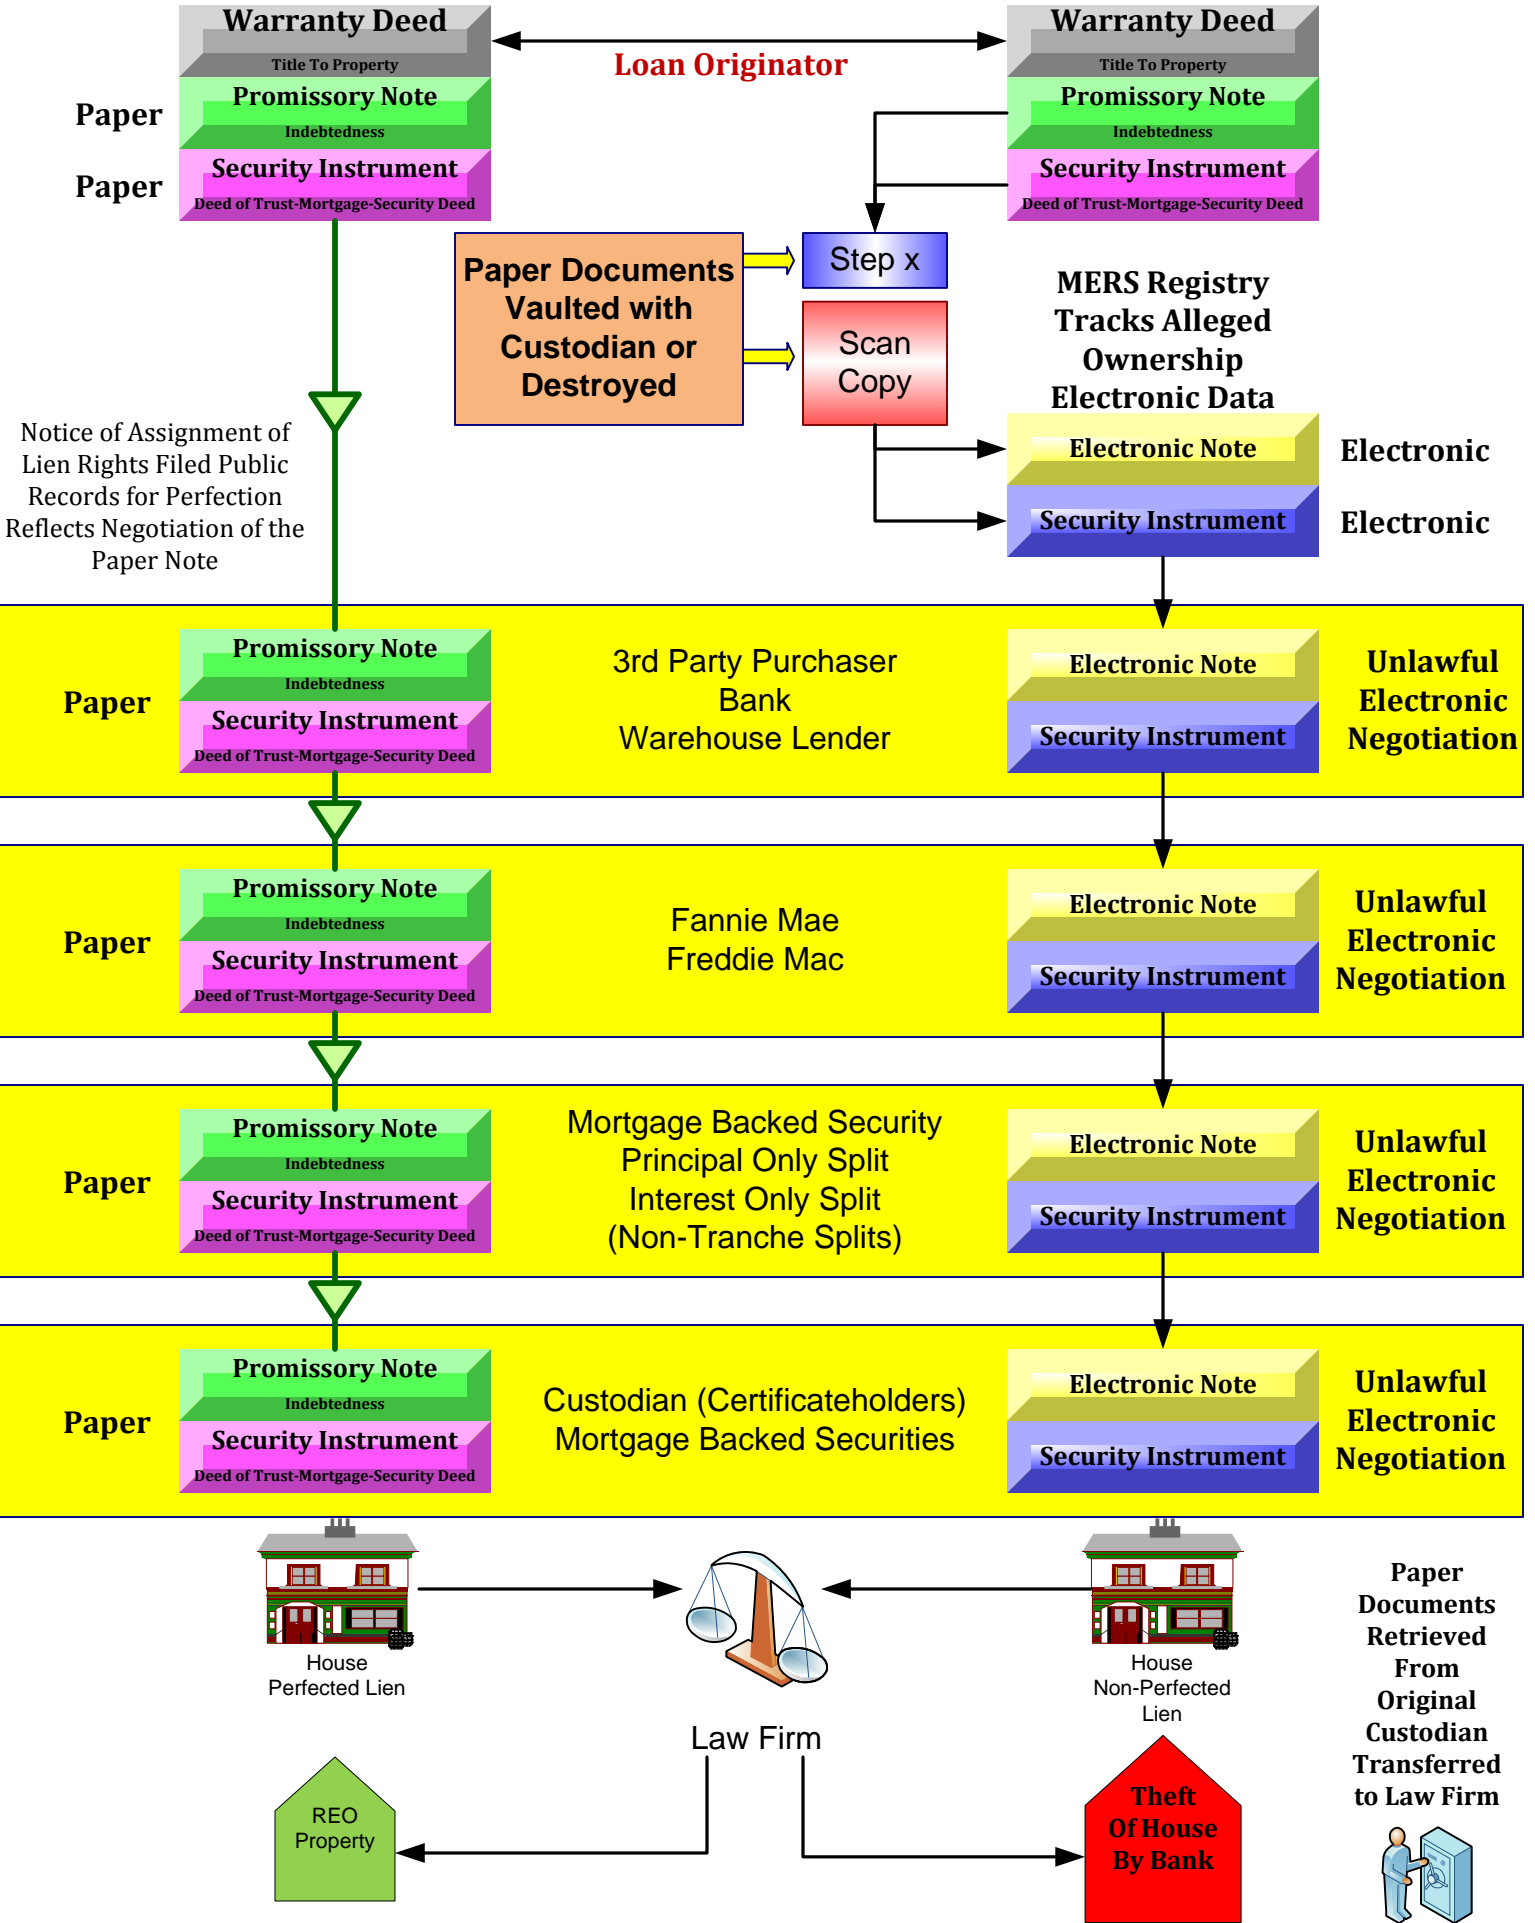 Warranty Deed
Title To Property
Loan Originator
Warranty Deed
Title To Property
Paper
Promissory Note
Indebtedness
Promissory Note
Indebtedness
Paper
Security Instrument
Deed of Trust-Mortgage-Security Deed
Security Instrument
Deed of Trust-Mortgage-Security Deed
Paper Documents
Vaulted with
Custodian or
Destroyed
Step x
Scan
Copy
MERS Registry
Tracks Alleged
Ownership
Electronic Data
Electronic Note
Electronic
Security Instrument
Electronic
Notice of Assignment of
Lien Rights Filed Public
Records for Perfection
Reflects Negotiation of the
Paper Note
Paper
Promissory Note
Indebtedness
Security Instrument
Deed of Trust-Mortgage-Security Deed
3rd Party Purchaser
Bank
Warehouse Lender
Electronic Note
Security Instrument
Unlawful
Electronic
Negotiation
Paper
Promissory Note
Indebtedness
Security Instrument
Deed of Trust-Mortgage-Security Deed
Fannie Mae
Freddie Mac
Electronic Note
Security Instrument
Unlawful
Electronic
Negotiation
Paper
Promissory Note
Indebtedness
Security Instrument
Deed of Trust-Mortgage-Security Deed
Mortgage Backed Security
Principal Only Split
Interest Only Split
(Non-Tranche Splits)
Electronic Note
Security Instrument
Unlawful
Electronic
Negotiation
Paper
Promissory Note
Indebtedness
Security Instrument
Deed of Trust-Mortgage-Security Deed
Custodian (Certificateholders)
Mortgage Backed Securities
Electronic Note
Security Instrument
Unlawful
Electronic
Negotiation
House
Perfected Lien
House
Non-Perfected
Lien
Paper
Documents
Retrieved
From
Original
Custodian
Transferred
to Law Firm
Law Firm
REO
Property
Theft
Of House
By Bank